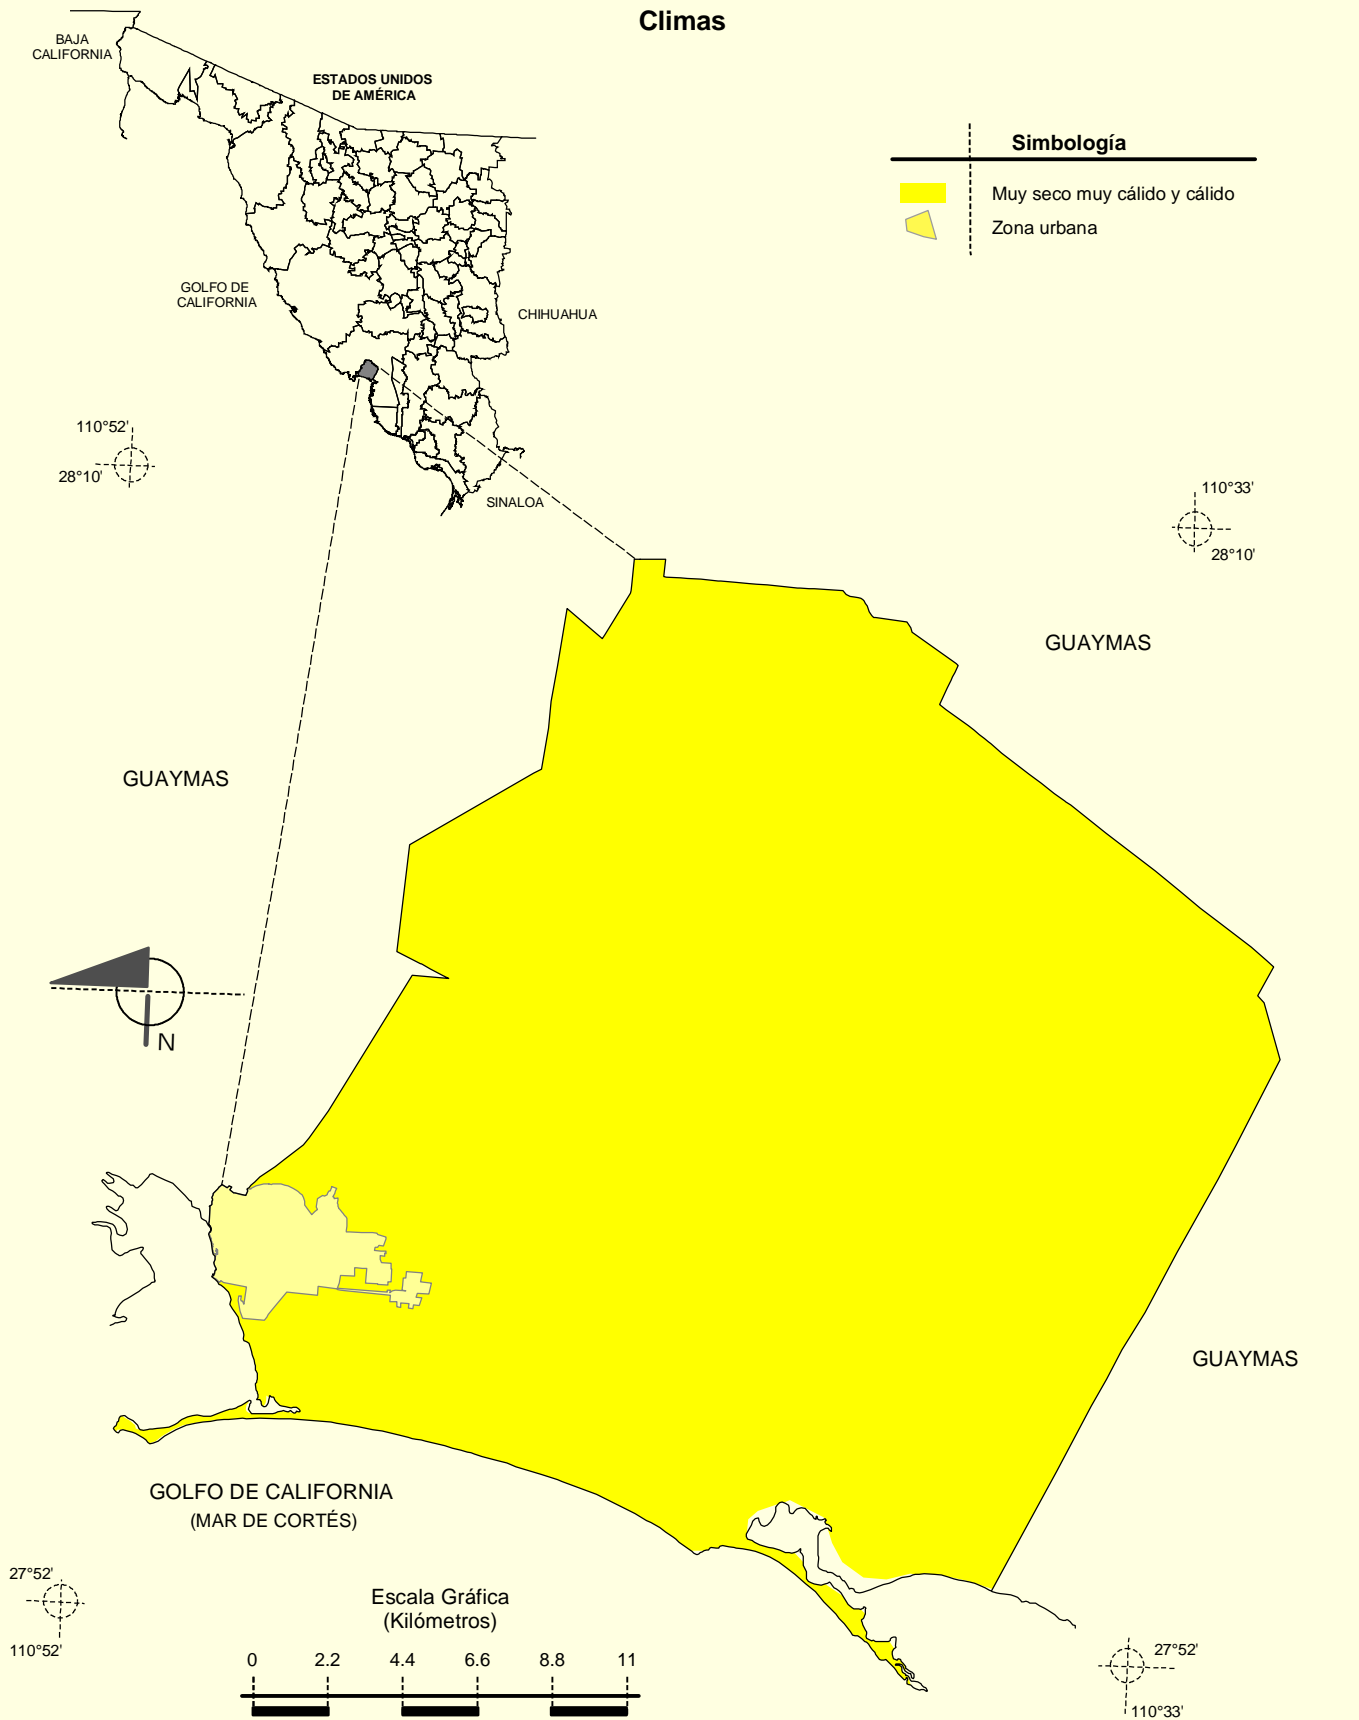 Climas
BAJA
CALIFORNIA
ESTADOS UNIDOS
DE AMÉRICA
Simbología
Muy seco muy cálido y cálido
Zona urbana
GOLFO DE
CALIFORNIA
CHIHUAHUA
110°52'
28°10'
SINALOA
110°33'
28°10'
GUAYMAS
GUAYMAS
N
GUAYMAS
GOLFO DE CALIFORNIA
(MAR DE CORTÉS)
27°52'
110°52'
Escala Gráfica
(Kilómetros)
0 2.2 4.4 6.6 8.8 11
27°52'
110°33'